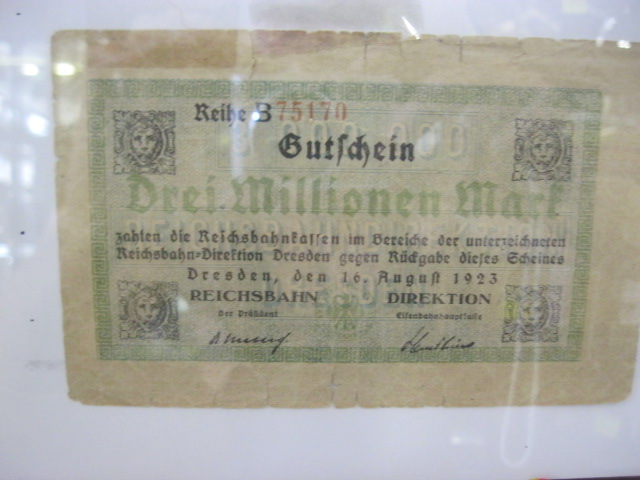 Reihe B 75170
Gutschein
Drei Millionen Mark
zahlen die Reichsbahnkassen im Bereiche der unterzeichneten
Reichsbahn-Direktion Dresden gegen Rückgabe dieses Scheines
Dresden, den 16. August 1923
REICHSBAHN DIREKTION
Der Präsident Eisenbahnhauptkasse